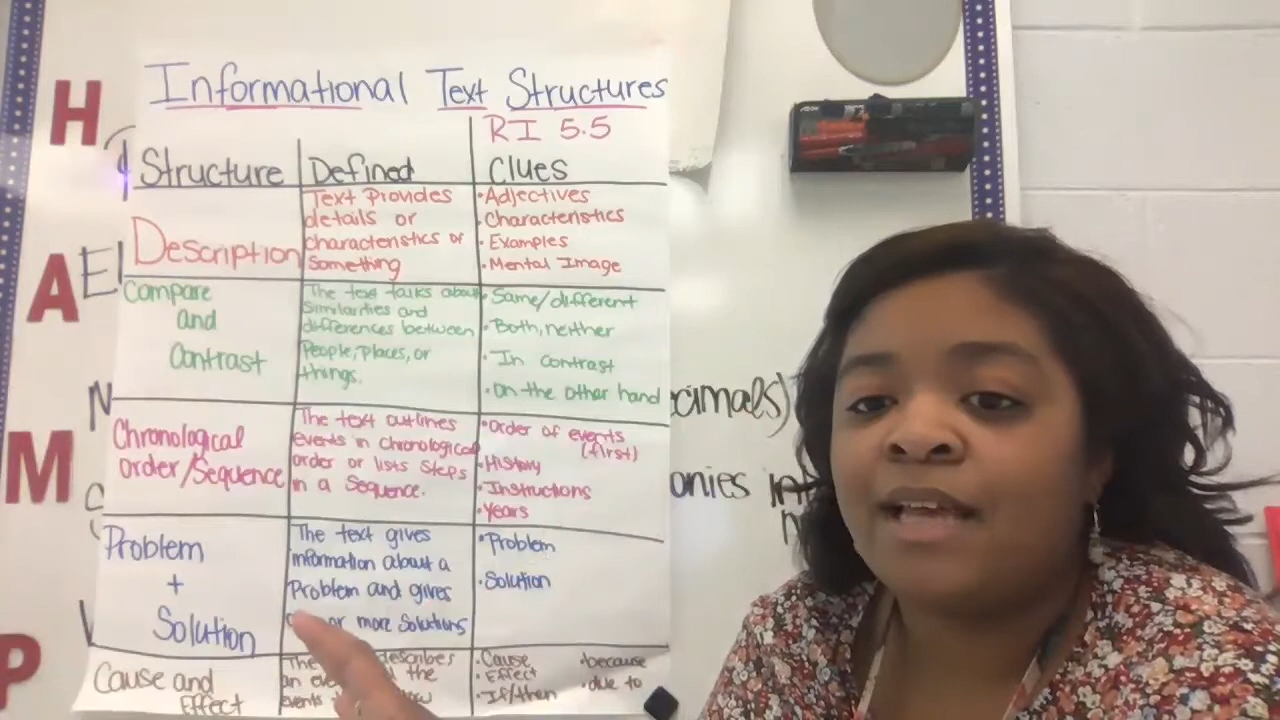 Informational Text Structures
RI 5.5
Structure
Defined
Clues
Description
Text Provides
details or
characteristics or
Something
•Adjectives
•Characteristics
•Examples
•Mental Image
Compare
and
Contrast
The text talks about
Similarities and
differences between
People, places, or
things.
•Same/different
•Both, neither
•In contrast
•On the other hand
Chronological
Order/Sequence
The text outlines
events in chronological
order or lists steps
in a Sequence.
•Order of events
(first)
•History
•Instructions
•Years
Problem
+
Solution
The text gives
information about a
Problem and gives
or more Solutions
•Problem
•Solution
Cause and
Effect
The describes
an the
events
•Cause
•Effect
•If/then
•because
•due to
H
A
M
P